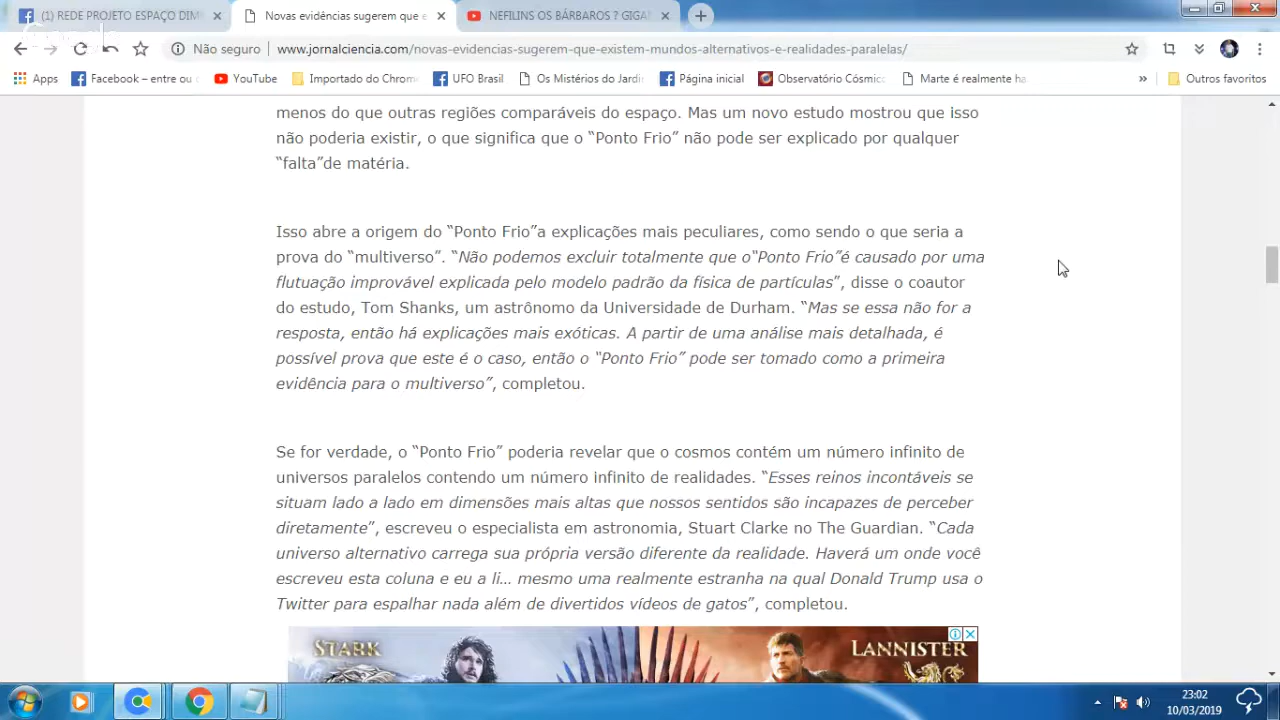 (1) REDE PROJETO ESPAÇO DIM
Novas evidências sugerem que e
NEFILINS OS BÁRBAROS ? GIGA
Não seguro
www.jornalciencia.com/novas-evidencias-sugerem-que-existem-mundos-alternativos-e-realidades-paralelas/
Apps
Facebook – entre ou c
YouTube
Importado do Chrom
UFO Brasil
Os Mistérios do Jardi
Página inicial
Observatório Cósmic
Marte é realmente ha
»
Outros favoritos
menos do que outras regiões comparáveis do espaço. Mas um novo estudo mostrou que isso
não poderia existir, o que significa que o “Ponto Frio” não pode ser explicado por qualquer
“falta”de matéria.
Isso abre a origem do “Ponto Frio”a explicações mais peculiares, como sendo o que seria a
prova do “multiverso”. “Não podemos excluir totalmente que o“Ponto Frio”é causado por uma
flutuação improvável explicada pelo modelo padrão da física de partículas”, disse o coautor
do estudo, Tom Shanks, um astrônomo da Universidade de Durham. “Mas se essa não for a
resposta, então há explicações mais exóticas. A partir de uma análise mais detalhada, é
possível prova que este é o caso, então o “Ponto Frio” pode ser tomado como a primeira
evidência para o multiverso”, completou.
Se for verdade, o “Ponto Frio” poderia revelar que o cosmos contém um número infinito de
universos paralelos contendo um número infinito de realidades. “Esses reinos incontáveis se
situam lado a lado em dimensões mais altas que nossos sentidos são incapazes de perceber
diretamente”, escreveu o especialista em astronomia, Stuart Clarke no The Guardian. “Cada
universo alternativo carrega sua própria versão diferente da realidade. Haverá um onde você
escreveu esta coluna e eu a li… mesmo uma realmente estranha na qual Donald Trump usa o
Twitter para espalhar nada além de divertidos vídeos de gatos”, completou.
STARK
LANNISTER
23:02
10/03/2019